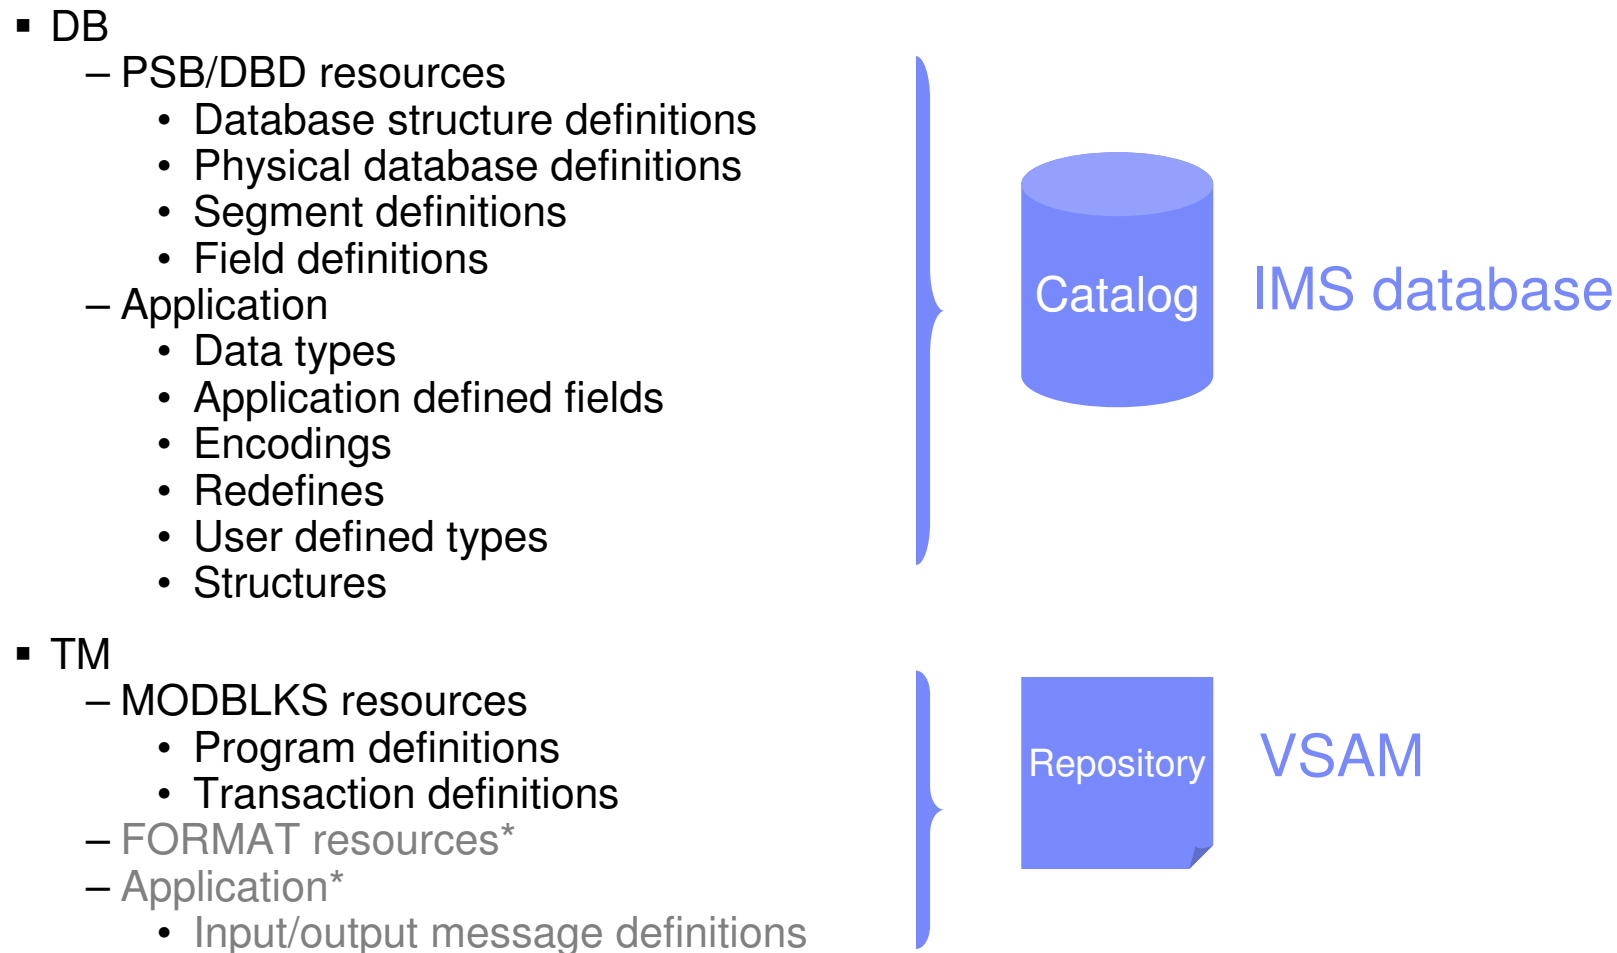 ▪ DB
– PSB/DBD resources
• Database structure definitions
• Physical database definitions
• Segment definitions
• Field definitions
– Application
• Data types
• Application defined fields
• Encodings
• Redefines
• User defined types
• Structures
Catalog
IMS database
▪ TM
– MODBLKS resources
• Program definitions
• Transaction definitions
– FORMAT resources*
– Application*
• Input/output message definitions
Repository
VSAM